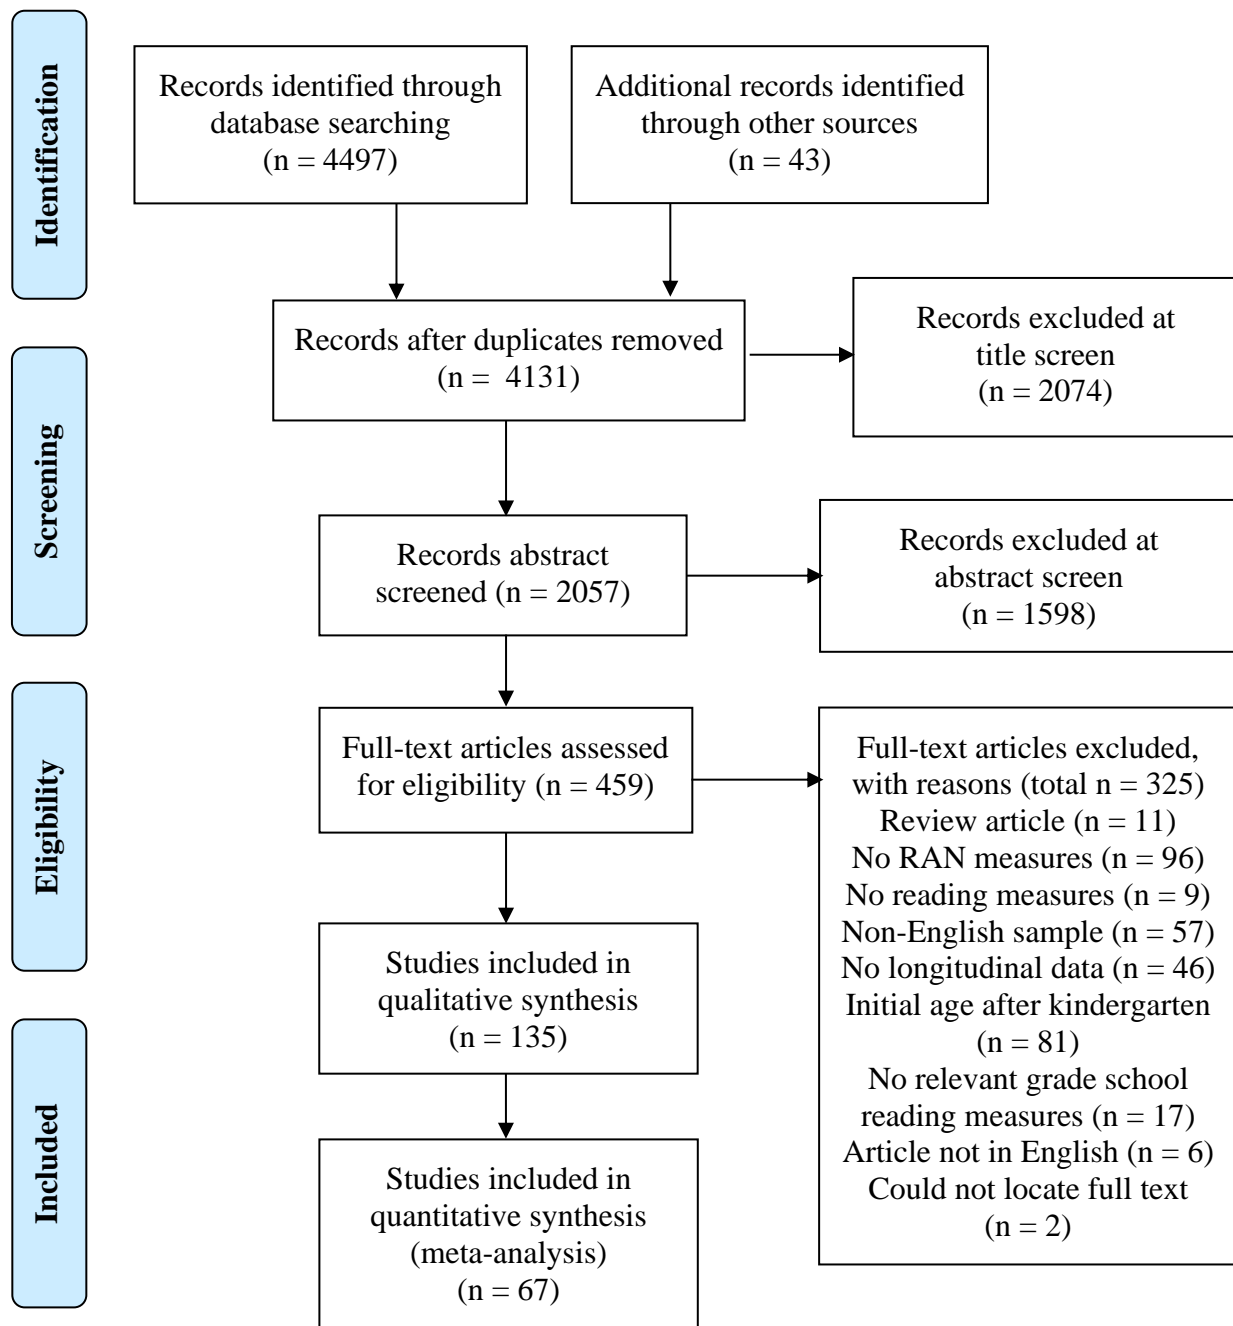 Identification
Records identified through
database searching
(n = 4497)
Additional records identified
through other sources
(n = 43)
Records after duplicates removed
(n = 4131)
Records excluded at
title screen
(n = 2074)
Screening
Records abstract
screened (n = 2057)
Records excluded at
abstract screen
(n = 1598)
Eligibility
Full-text articles assessed
for eligibility (n = 459)
Full-text articles excluded,
with reasons (total n = 325)
Review article (n = 11)
No RAN measures (n = 96)
No reading measures (n = 9)
Non-English sample (n = 57)
No longitudinal data (n = 46)
Initial age after kindergarten
(n = 81)
No relevant grade school
reading measures (n = 17)
Article not in English (n = 6)
Could not locate full text
(n = 2)
Studies included in
qualitative synthesis
(n = 135)
Included
Studies included in
quantitative synthesis
(meta-analysis)
(n = 67)